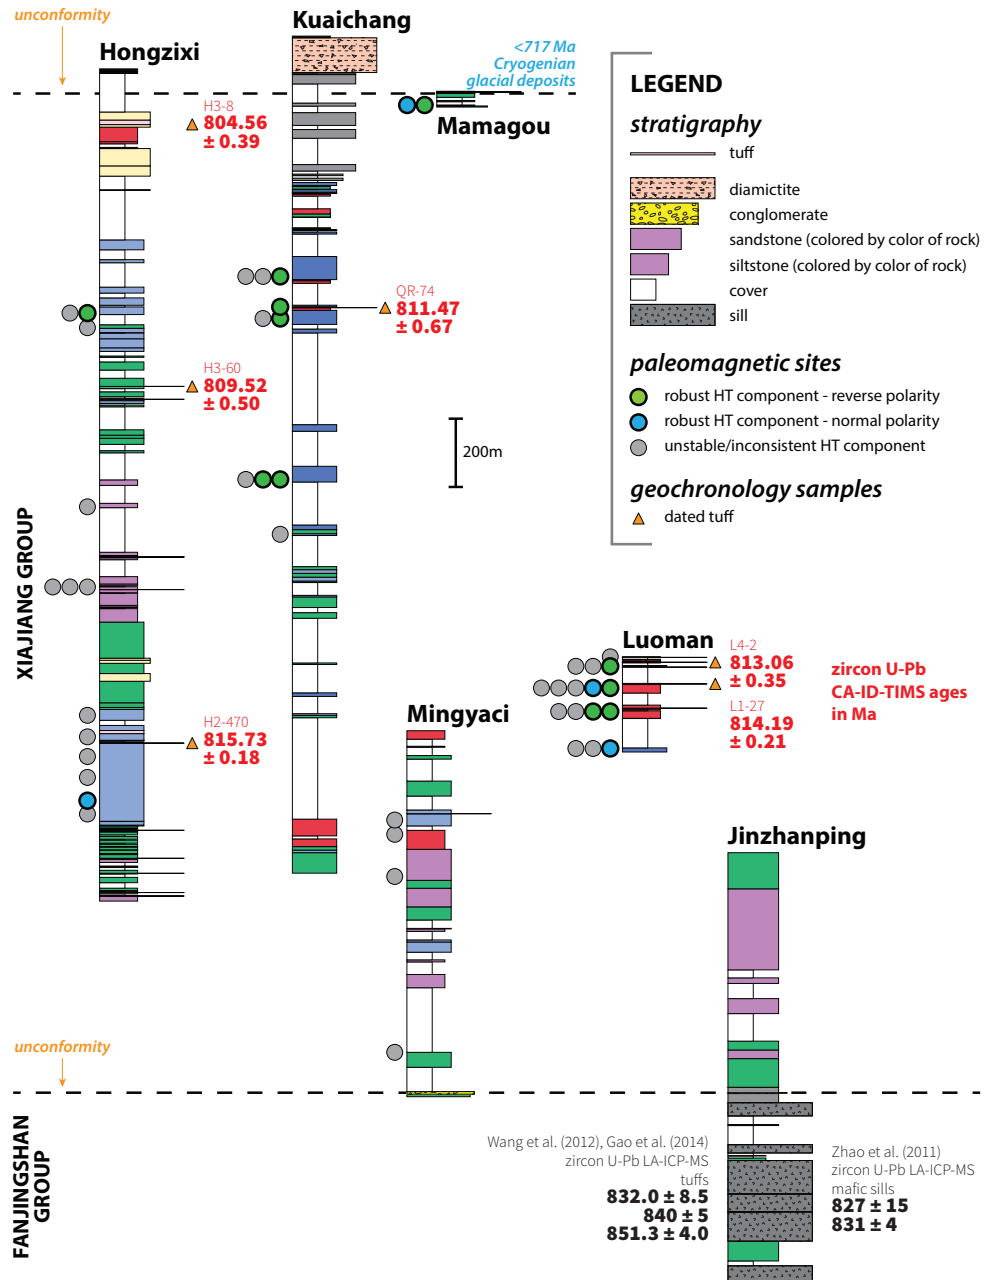 unconformity
Kuaichang
Hongzixi
<717 Ma
Cryogenian
glacial deposits
Mamagou
H3-8
804.56
± 0.39
QR-74
811.47
± 0.67
H3-60
809.52
± 0.50
200m
LEGEND
stratigraphy
tuff
diamictite
conglomerate
sandstone (colored by color of rock)
siltstone (colored by color of rock)
cover
sill
paleomagnetic sites
robust HT component - reverse polarity
robust HT component - normal polarity
unstable/inconsistent HT component
geochronology samples
dated tuff
XIAJIANG GROUP
Luoman
L4-2
813.06
± 0.35
L1-27
814.19
± 0.21
zircon U-Pb
CA-ID-TIMS ages
in Ma
H2-470
815.73
± 0.18
Mingyaci
Jinzhanping
unconformity
FANJINGSHAN
GROUP
Wang et al. (2012), Gao et al. (2014)
zircon U-Pb LA-ICP-MS
tuffs
832.0 ± 8.5
840 ± 5
851.3 ± 4.0
Zhao et al. (2011)
zircon U-Pb LA-ICP-MS
mafic sills
827 ± 15
831 ± 4